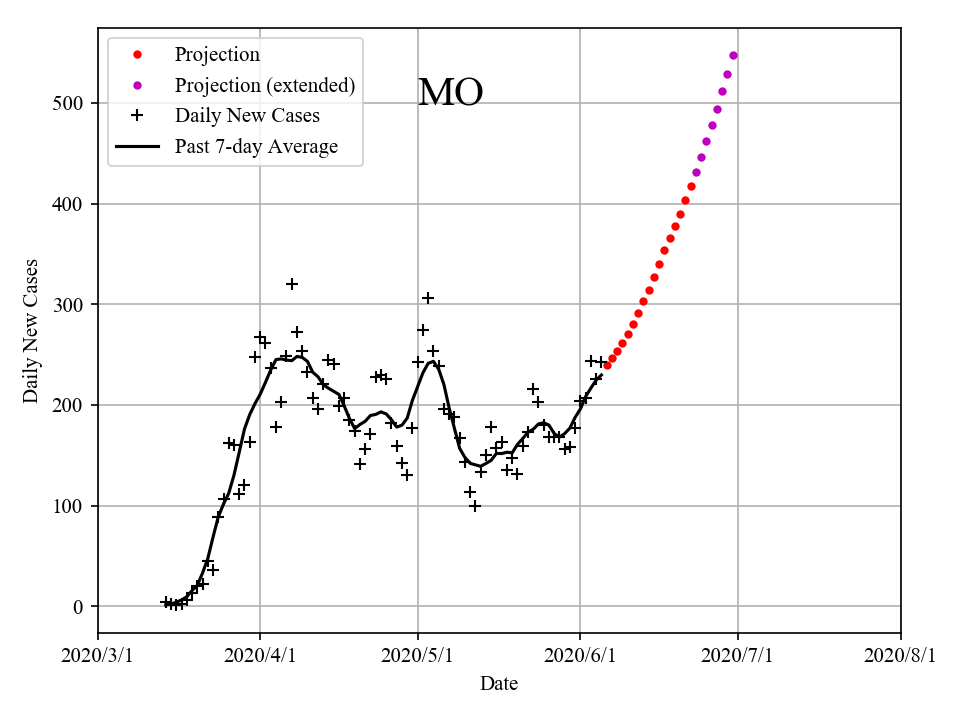 Projection
Projection (extended)
Daily New Cases
Past 7-day Average
MO
500
400
300
200
100
0
Daily New Cases
2020/3/1 2020/4/1 2020/5/1 2020/6/1 2020/7/1 2020/8/1
Date